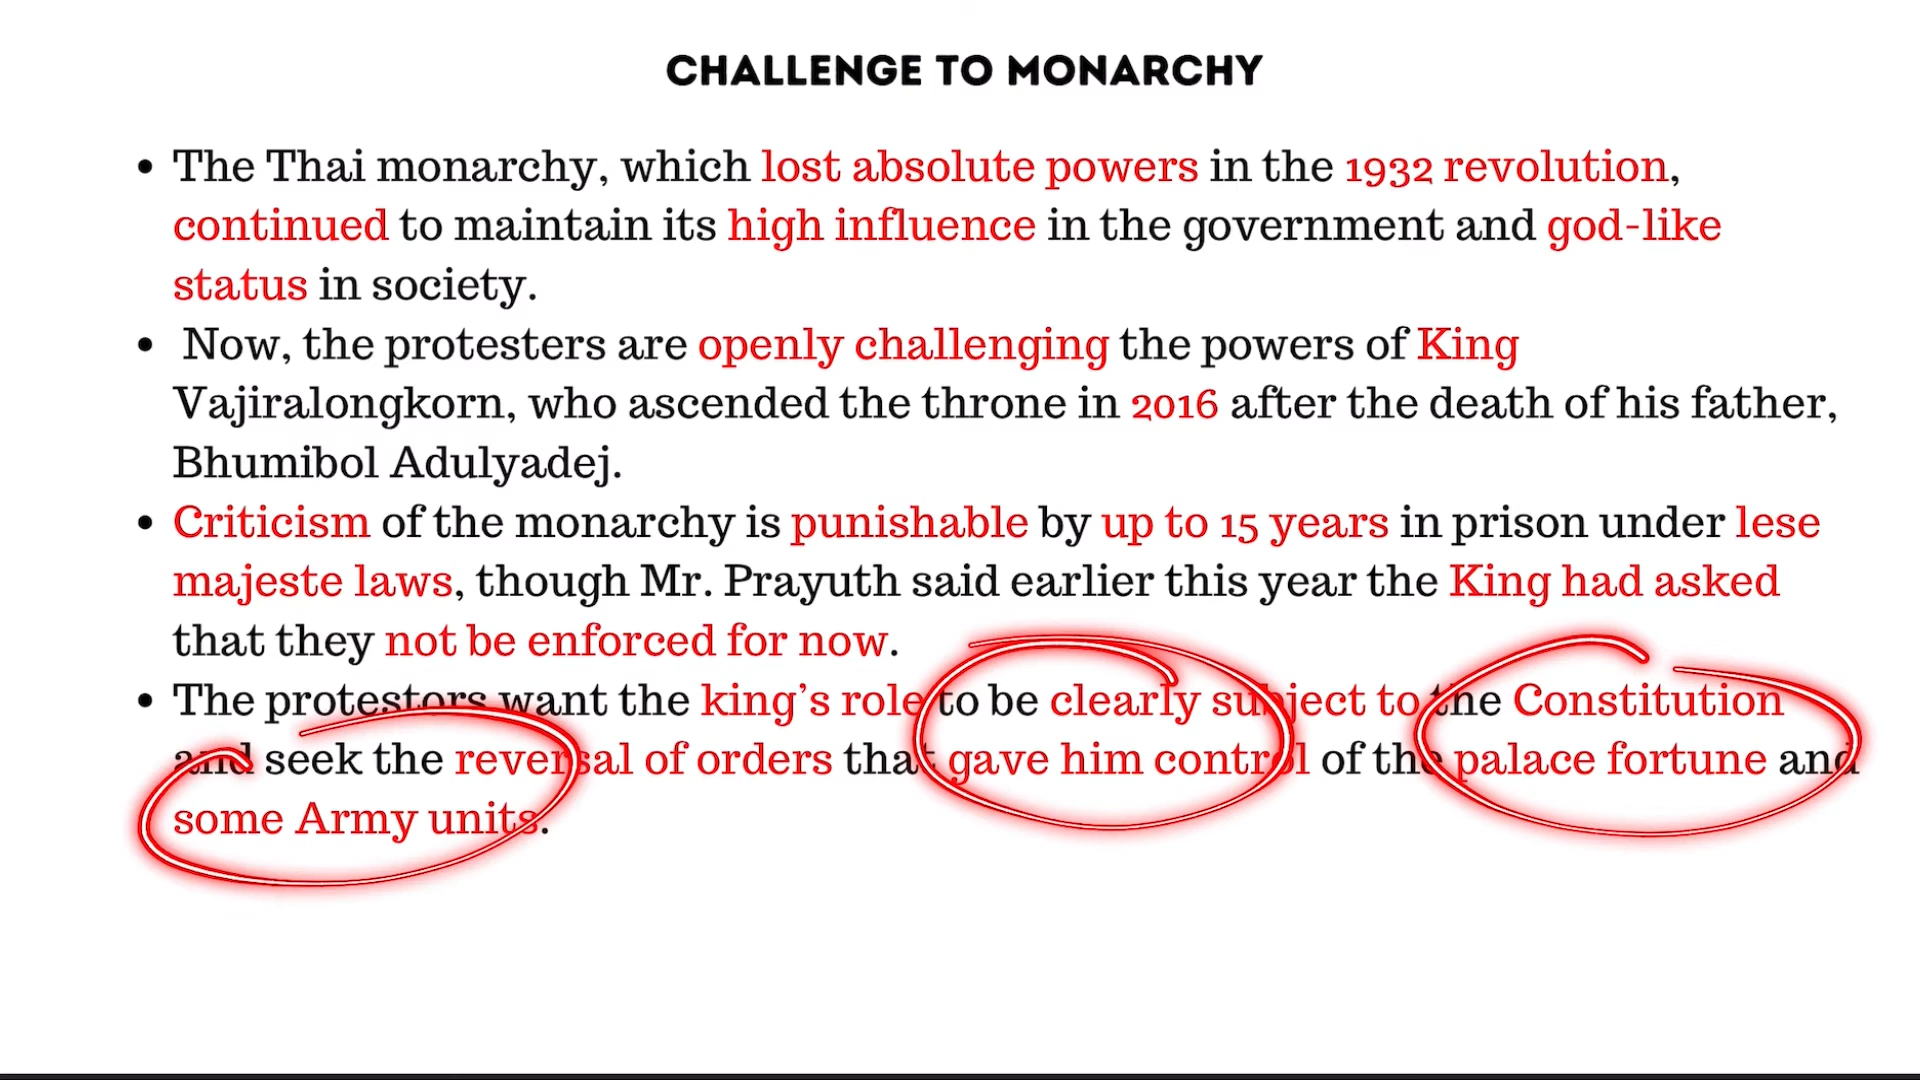 CHALLENGE TO MONARCHY
• The Thai monarchy, which lost absolute powers in the 1932 revolution,
continued to maintain its high influence in the government and god-like
status in society.
• Now, the protesters are openly challenging the powers of King
Vajiralongkorn, who ascended the throne in 2016 after the death of his father,
Bhumibol Adulyadej.
• Criticism of the monarchy is punishable by up to 15 years in prison under lese
majeste laws, though Mr. Prayuth said earlier this year the King had asked
that they not be enforced for now.
• The protestors want the king’s role to be clearly subject to the Constitution
and seek the reversal of orders that gave him control of the palace fortune and
some Army units.